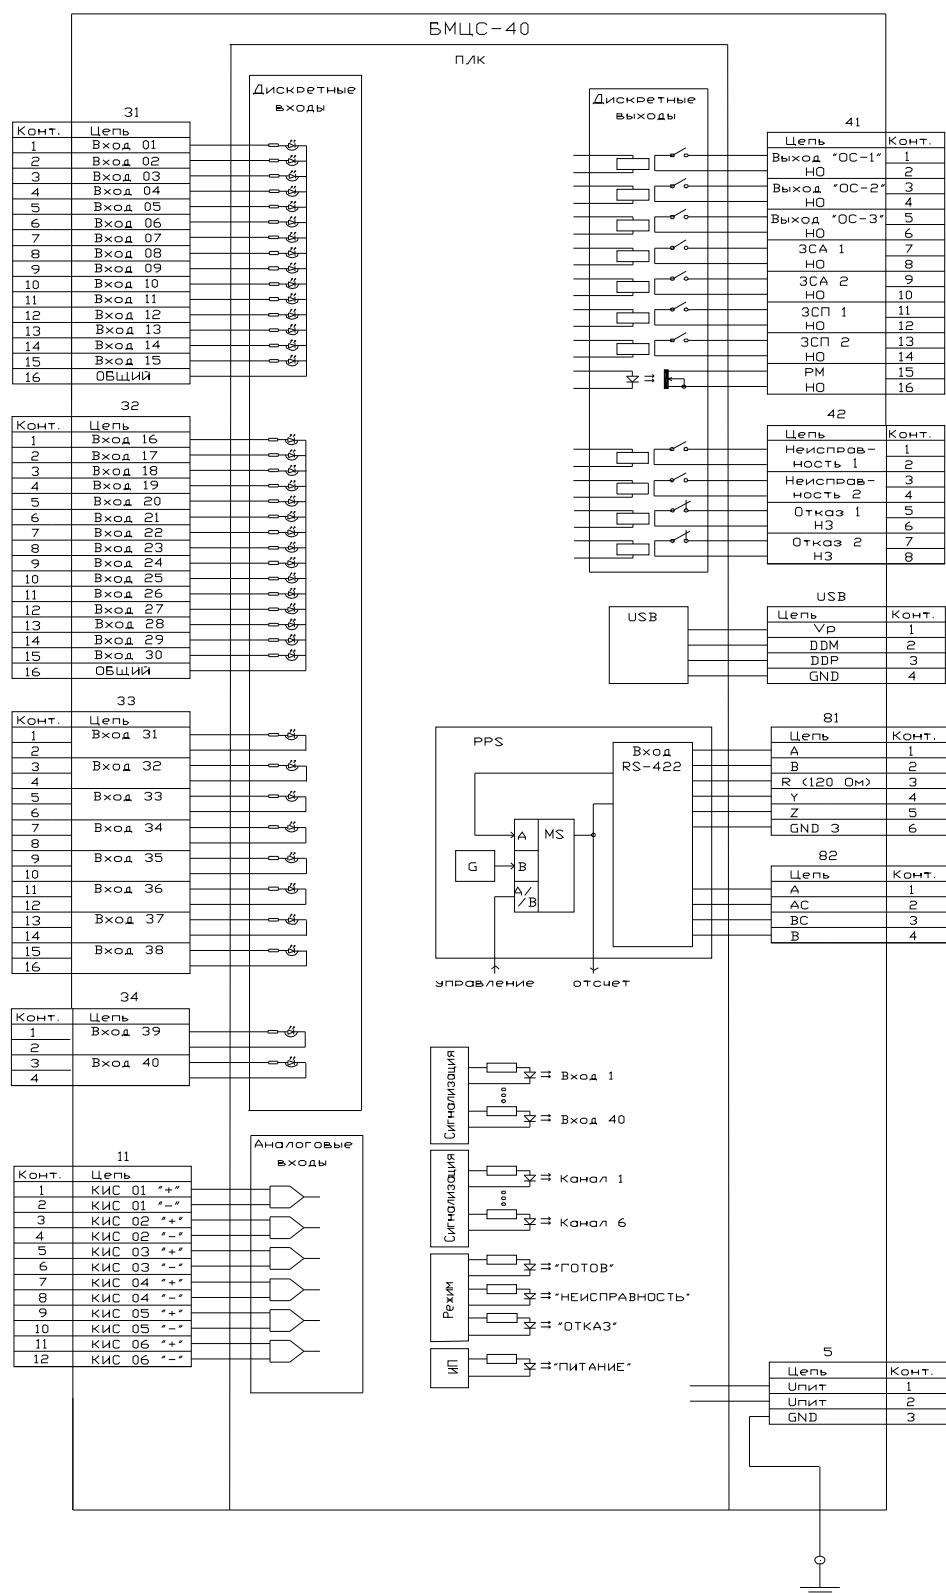 БМЦС-40
ПЛК
Дискретные
входы
31
Конт. Цепь
1 Вход 01
2 Вход 02
3 Вход 03
4 Вход 04
5 Вход 05
6 Вход 06
7 Вход 07
8 Вход 08
9 Вход 09
10 Вход 10
11 Вход 11
12 Вход 12
13 Вход 13
14 Вход 14
15 Вход 15
16 ОБЩИЙ
32
Конт. Цепь
1 Вход 16
2 Вход 17
3 Вход 18
4 Вход 19
5 Вход 20
6 Вход 21
7 Вход 22
8 Вход 23
9 Вход 24
10 Вход 25
11 Вход 26
12 Вход 27
13 Вход 28
14 Вход 29
15 Вход 30
16 ОБЩИЙ
33
Конт. Цепь
1 Вход 31
2
3 Вход 32
4
5 Вход 33
6
7 Вход 34
8
9 Вход 35
10
11 Вход 36
12
13 Вход 37
14
15 Вход 38
16
34
Конт. Цепь
1 Вход 39
2
3 Вход 40
4
Аналоговые
входы
11
Конт. Цепь
1 КИС 01 "+"
2 КИС 01 "-"
3 КИС 02 "+"
4 КИС 02 "-"
5 КИС 03 "+"
6 КИС 03 "-"
7 КИС 04 "+"
8 КИС 04 "-"
9 КИС 05 "+"
10 КИС 05 "-"
11 КИС 06 "+"
12 КИС 06 "-"
Дискретные
выходы
41
Цепь Конт.
Выход "ОС-1" 1
НО 2
Выход "ОС-2" 3
НО 4
Выход "ОС-3" 5
НО 6
ЗСА 1 7
НО 8
ЗСА 2 9
НО 10
ЗСП 1 11
НО 12
ЗСП 2 13
НО 14
РМ 15
НО 16
42
Цепь Конт.
Неисправ- 1
ность 1 2
Неисправ- 3
ность 2 4
Отказ 1 5
НЗ 6
Отказ 2 7
НЗ 8
USB
USB
Цепь Конт.
Vp 1
DDM 2
DDP 3
GND 4
PPS
Вход
RS-422
A MS
G B
A/
/B
управление отсчет
81
Цепь Конт.
A 1
B 2
R (120 Ом) 3
Y 4
Z 5
GND 3 6
82
Цепь Конт.
A 1
AC 2
BC 3
B 4
Сигнализация
Вход 1
Вход 40
Сигнализация
Канал 1
Канал 6
Режим
"ГОТОВ"
"НЕИСПРАВНОСТЬ"
"ОТКАЗ"
ИП
"ПИТАНИЕ"
5
Цепь Конт.
Uпит 1
Uпит 2
GND 3